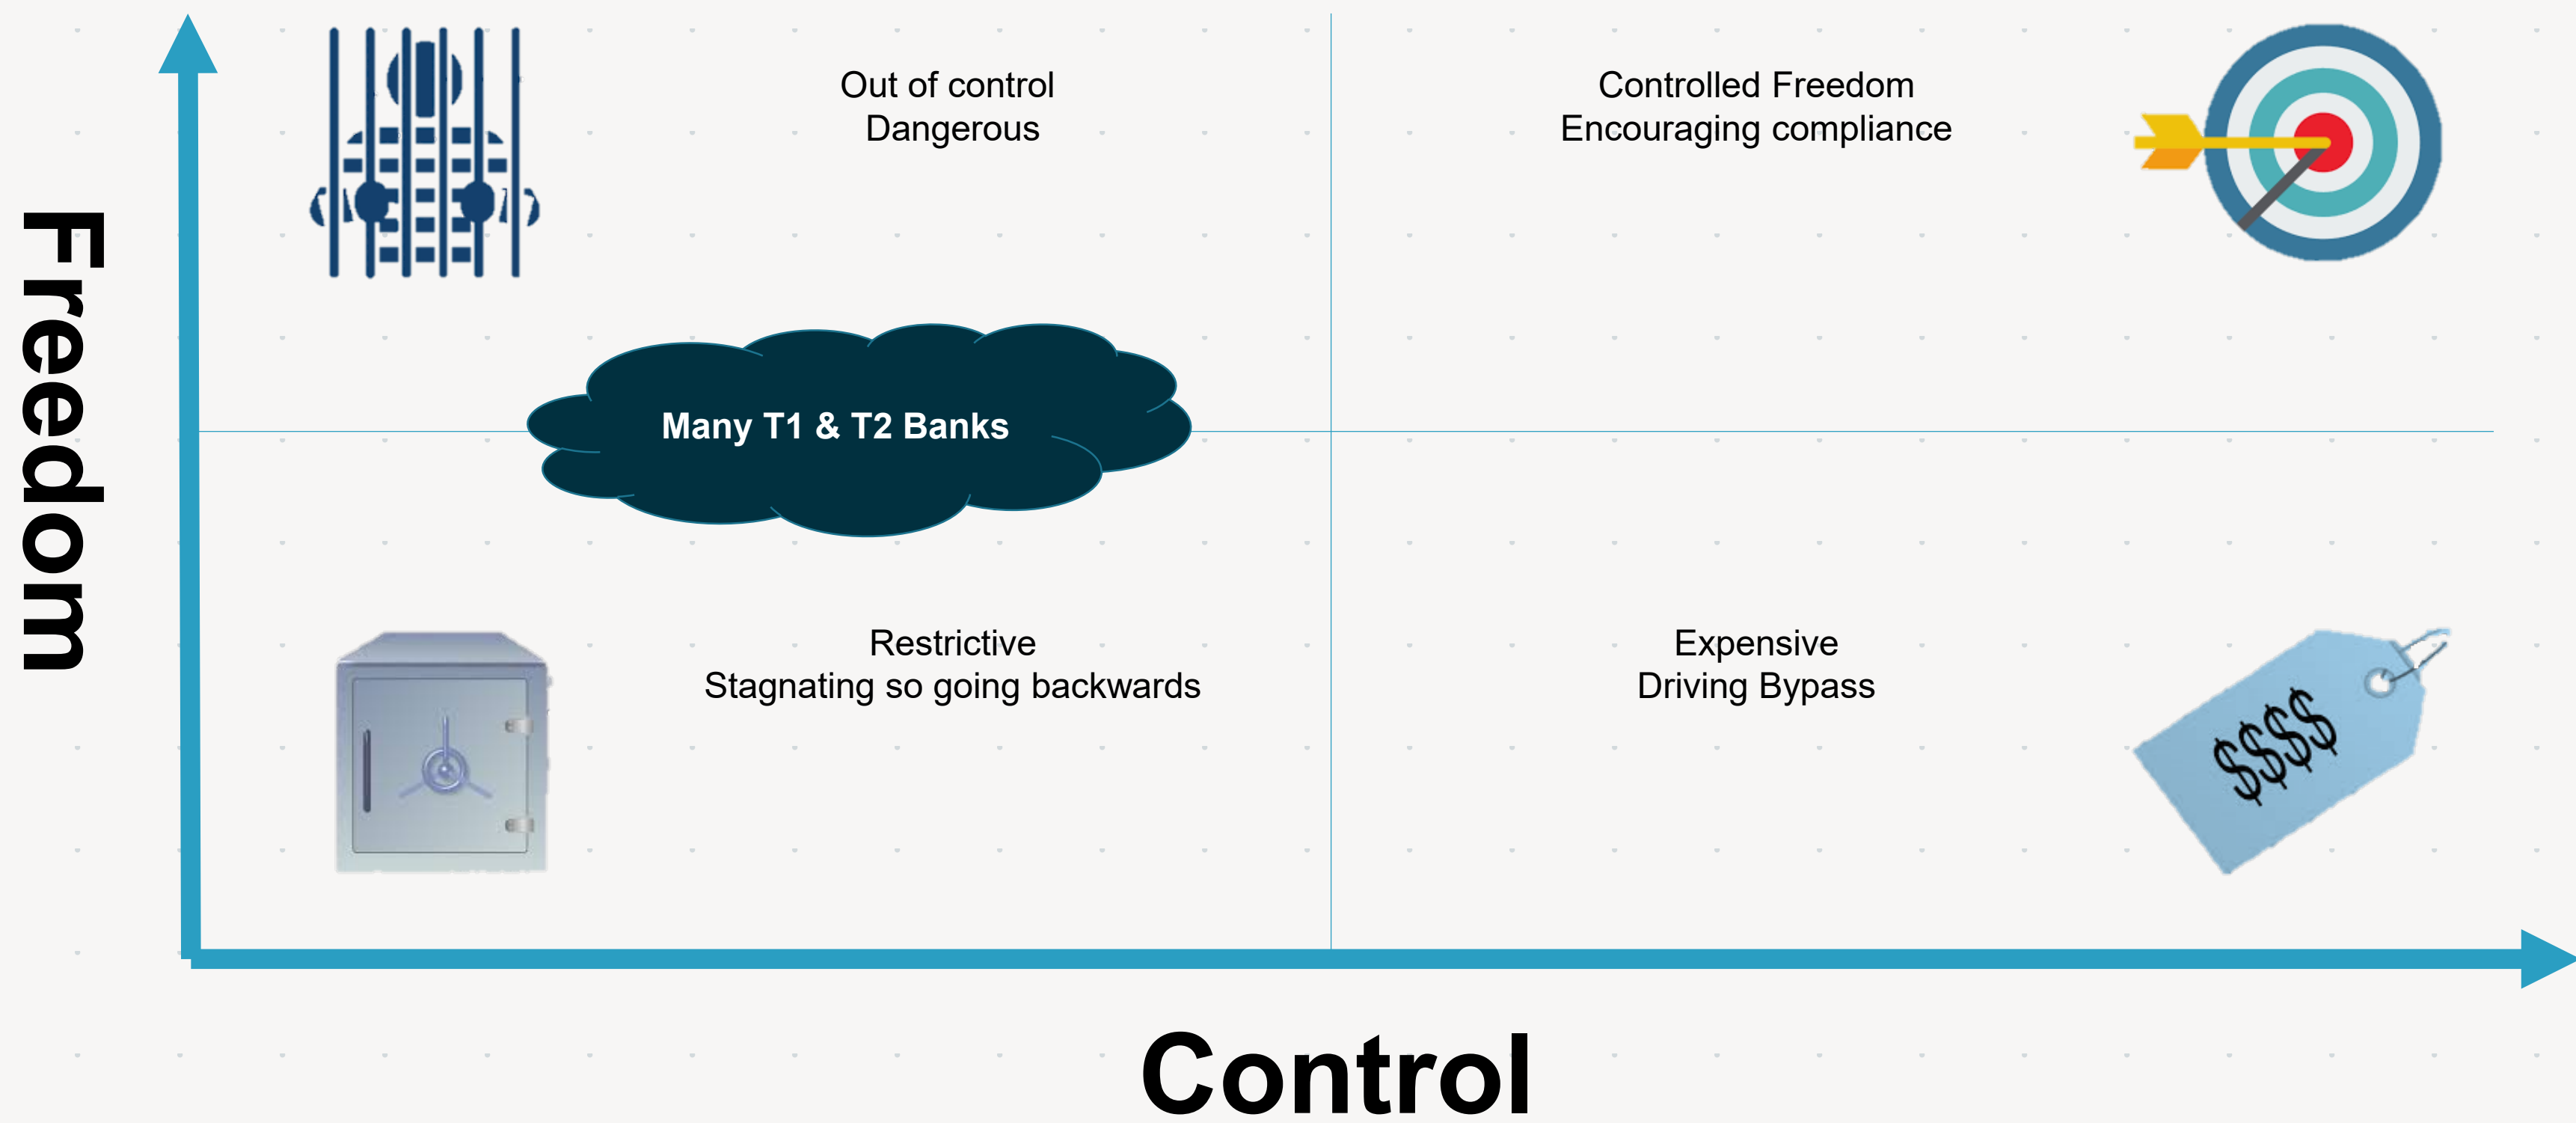 Freedom
Out of control
Dangerous
Controlled Freedom
Encouraging compliance
Many T1 & T2 Banks
Restrictive
Stagnating so going backwards
Expensive
Driving Bypass
$$$$
Control